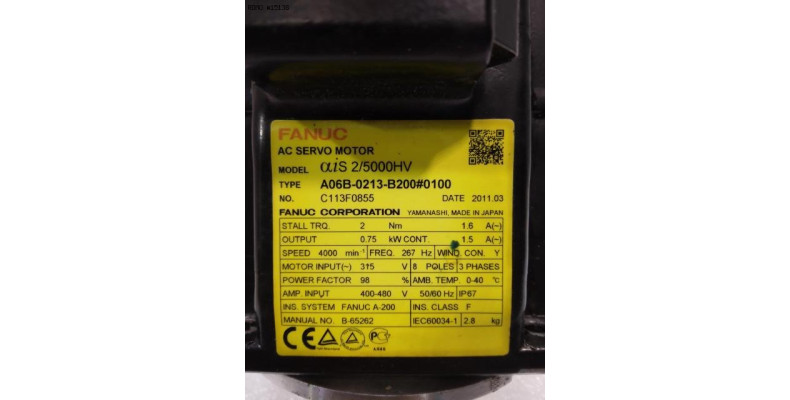 FANUC
AC SERVO MOTOR
MODEL αiS 2/5000HV
TYPE A06B-0213-B200#0100
NO. C113F0855 DATE 2011.03
FANUC CORPORATION YAMANASHI, MADE IN JAPAN
STALL TRQ. 2 Nm 1.6 A(~)
OUTPUT 0.75 kW CONT. 1.5 A(~)
SPEED 4000 min⁻¹ FREQ. 267 Hz WIND. CON. Y
MOTOR INPUT(~) 315 V 8 POLES 3 PHASES
POWER FACTOR 98 % AMB. TEMP. 0-40 ℃
AMP. INPUT 400-480 V 50/60 Hz IP67
INS. SYSTEM FANUC A-200 INS. CLASS F
MANUAL NO. B-65262 IEC60034-1 2.8 kg
CE